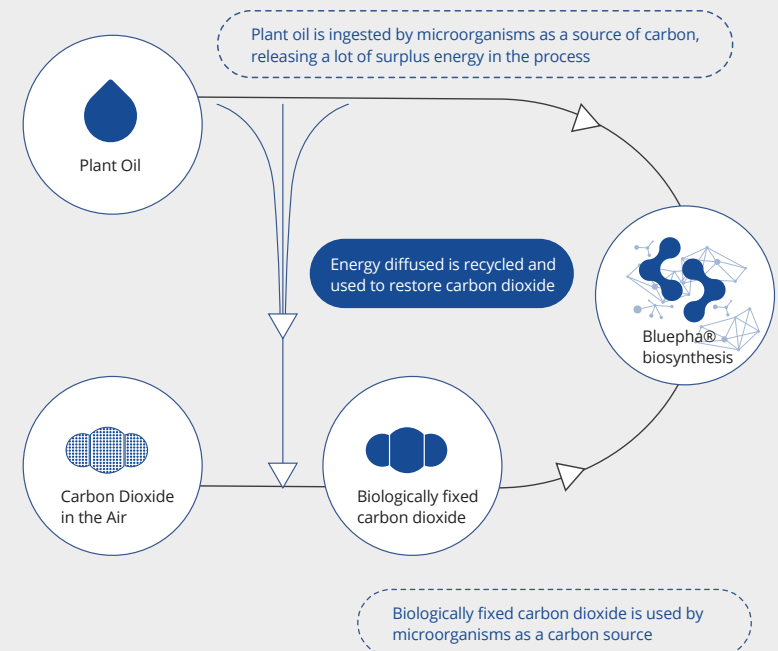 Plant oil is ingested by microorganisms as a source of carbon,
releasing a lot of surplus energy in the process
Plant Oil
Energy diffused is recycled and
used to restore carbon dioxide
Bluepha®
biosynthesis
Carbon Dioxide
in the Air
Biologically fixed
carbon dioxide
Biologically fixed carbon dioxide is used by
microorganisms as a carbon source